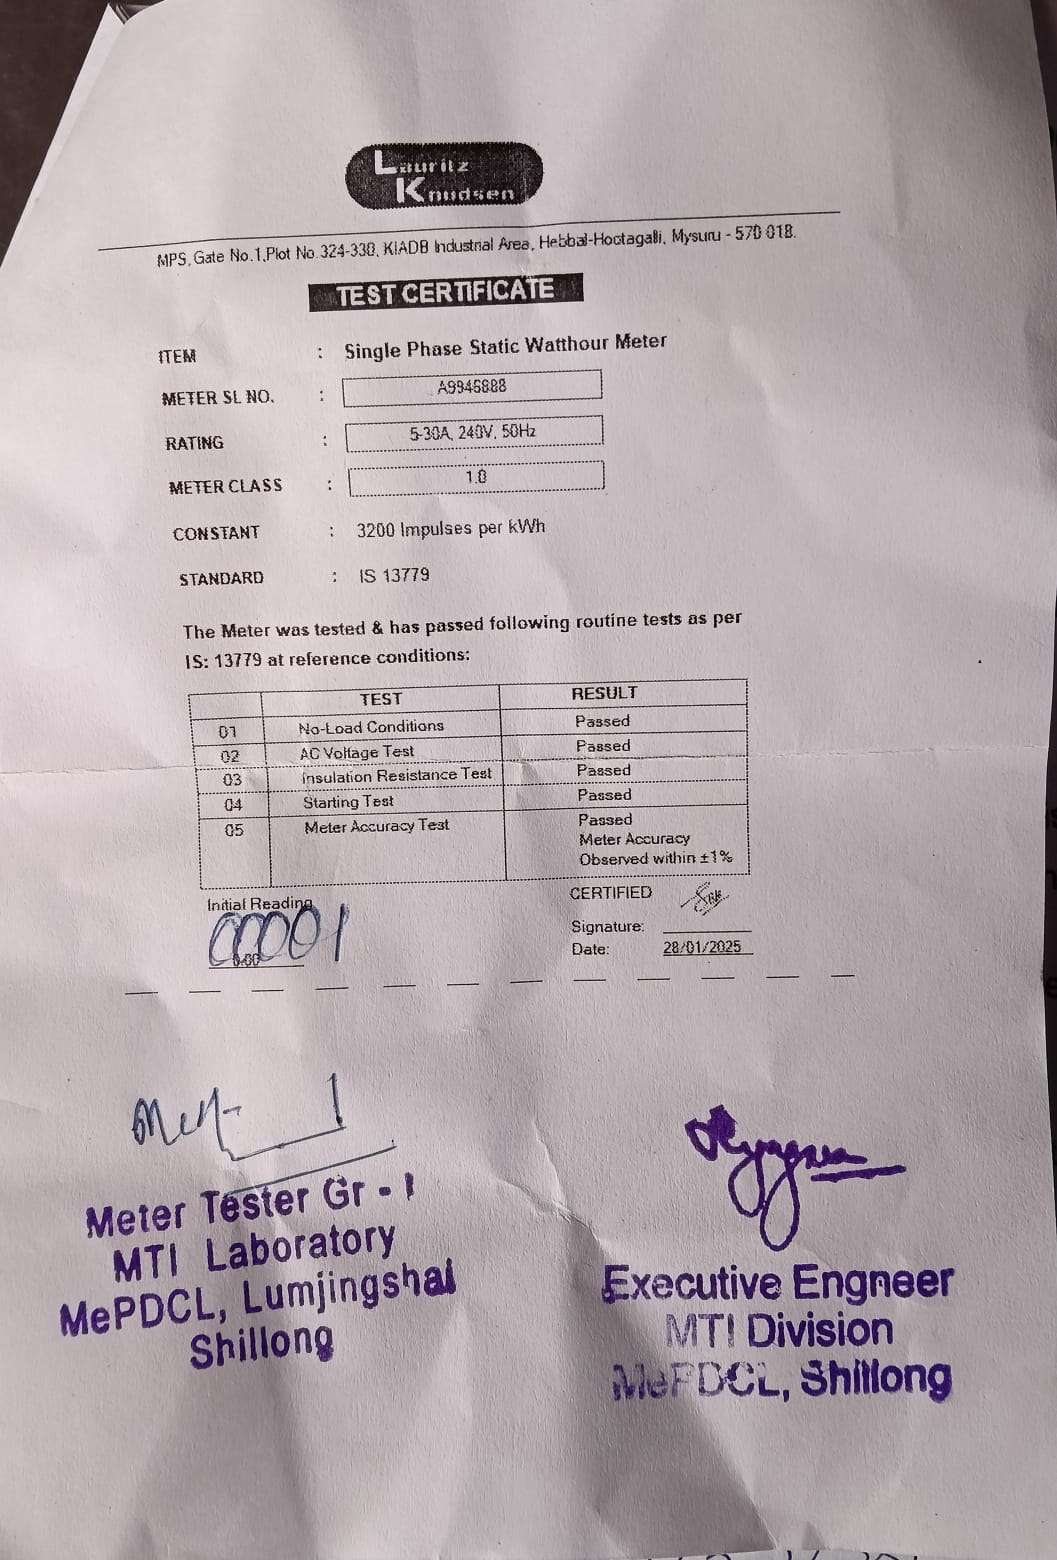 Lauritz
Knudsen
MPS, Gate No.1,Plot No.324-338, KIADB Industrial Area, Hebbal-Hootagalli, Mysuru - 570 018.
TEST CERTIFICATE
ITEM : Single Phase Static Watthour Meter
METER SL NO. : A9945888
RATING : 5-30A, 240V, 50Hz
METER CLASS : 1.0
CONSTANT : 3200 Impulses per kWh
STANDARD : IS 13779
The Meter was tested & has passed following routine tests as per
IS: 13779 at reference conditions:
TEST RESULT
01 No-Load Conditions Passed
02 AC Voltage Test Passed
03 Insulation Resistance Test Passed
04 Starting Test Passed
05 Meter Accuracy Test Passed
Meter Accuracy
Observed within ±1%
Initial Reading
CERTIFIED
00001
0.00
Signature:
Date: 28/01/2025
Meter Tester Gr - I
MTI Laboratory
MePDCL, Lumjingshai
Shillong
Executive Engneer
MTI Division
MePDCL, Shillong